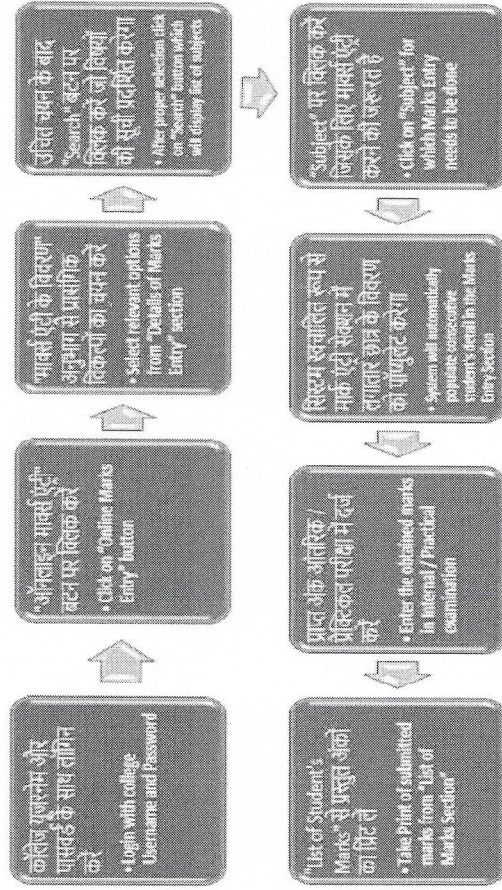 कॉलेज यूजरनेम और
पासवर्ड के साथ लॉगिन
करें
• Login with college
Username and Password
"ऑनलाइन मार्क्स एंट्री"
बटन पर क्लिक करें
• Click on "Online Marks
Entry" button
"मार्क्स एंट्री के विवरण"
अनुभाग से प्रासंगिक
विकल्पों का चयन करें
• Select relevant options
from "Details of Marks
Entry" section
उचित चयन के बाद
"Search" बटन पर
क्लिक करें जो विषयों
की सूची प्रदर्शित करेगा
• After proper selection click
on "Search" button which
will display list of subjects
"Subject" पर क्लिक करें
जिसके लिए मार्क्स एंट्री
करने की जरूरत है
• Click on "Subject" for
which Marks Entry
needs to be done
सिस्टम स्वचालित रूप से
मार्क एंट्री सेक्शन में
लगातार छात्र के विवरण
को पॉप्युलेट करेगा
• System will automatically
populate consecutive
student's detail in the Marks
Entry Section
प्राप्त अंक आंतरिक /
प्रैक्टिकल परीक्षा में दर्ज
करें
• Enter the obtained marks
in Internal / Practical
examination
"List of Student's
Marks" से प्रस्तुत अंकों
का प्रिंट लें
• Take Print of submitted
marks from "List of
Marks Section"